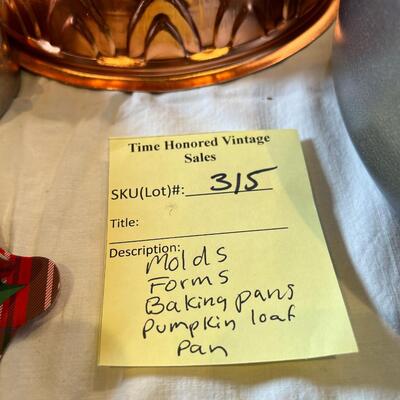 Time Honored Vintage
Sales
SKU(Lot)#: 315
Title:
Description:
Molds
Forms
Baking pans
Pumpkin loaf
pan